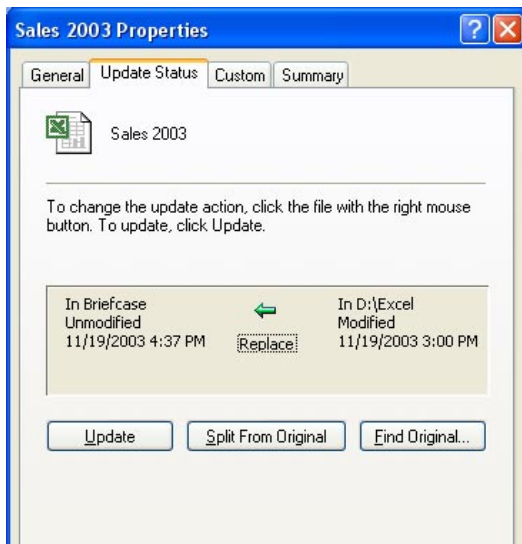 Sales 2003 Properties
General Update Status Custom Summary
Sales 2003
To change the update action, click the file with the right mouse
button. To update, click Update.
In Briefcase In D:\Excel
Unmodified Modified
11/19/2003 4:37 PM Replace 11/19/2003 3:00 PM
Update Split From Original Find Original...